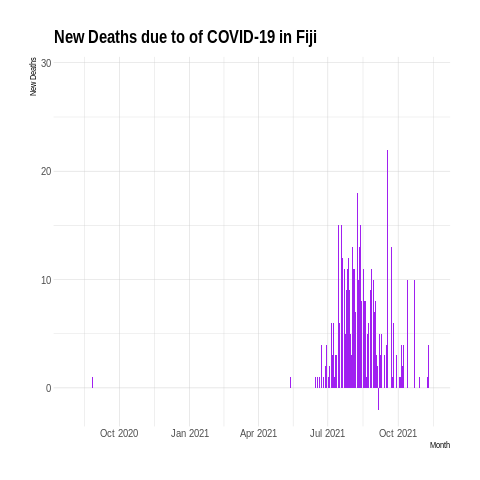 New Deaths due to of COVID-19 in Fiji
New Deaths
30
20
10
0
Oct 2020
Jan 2021
Apr 2021
Jul 2021
Oct 2021
Month